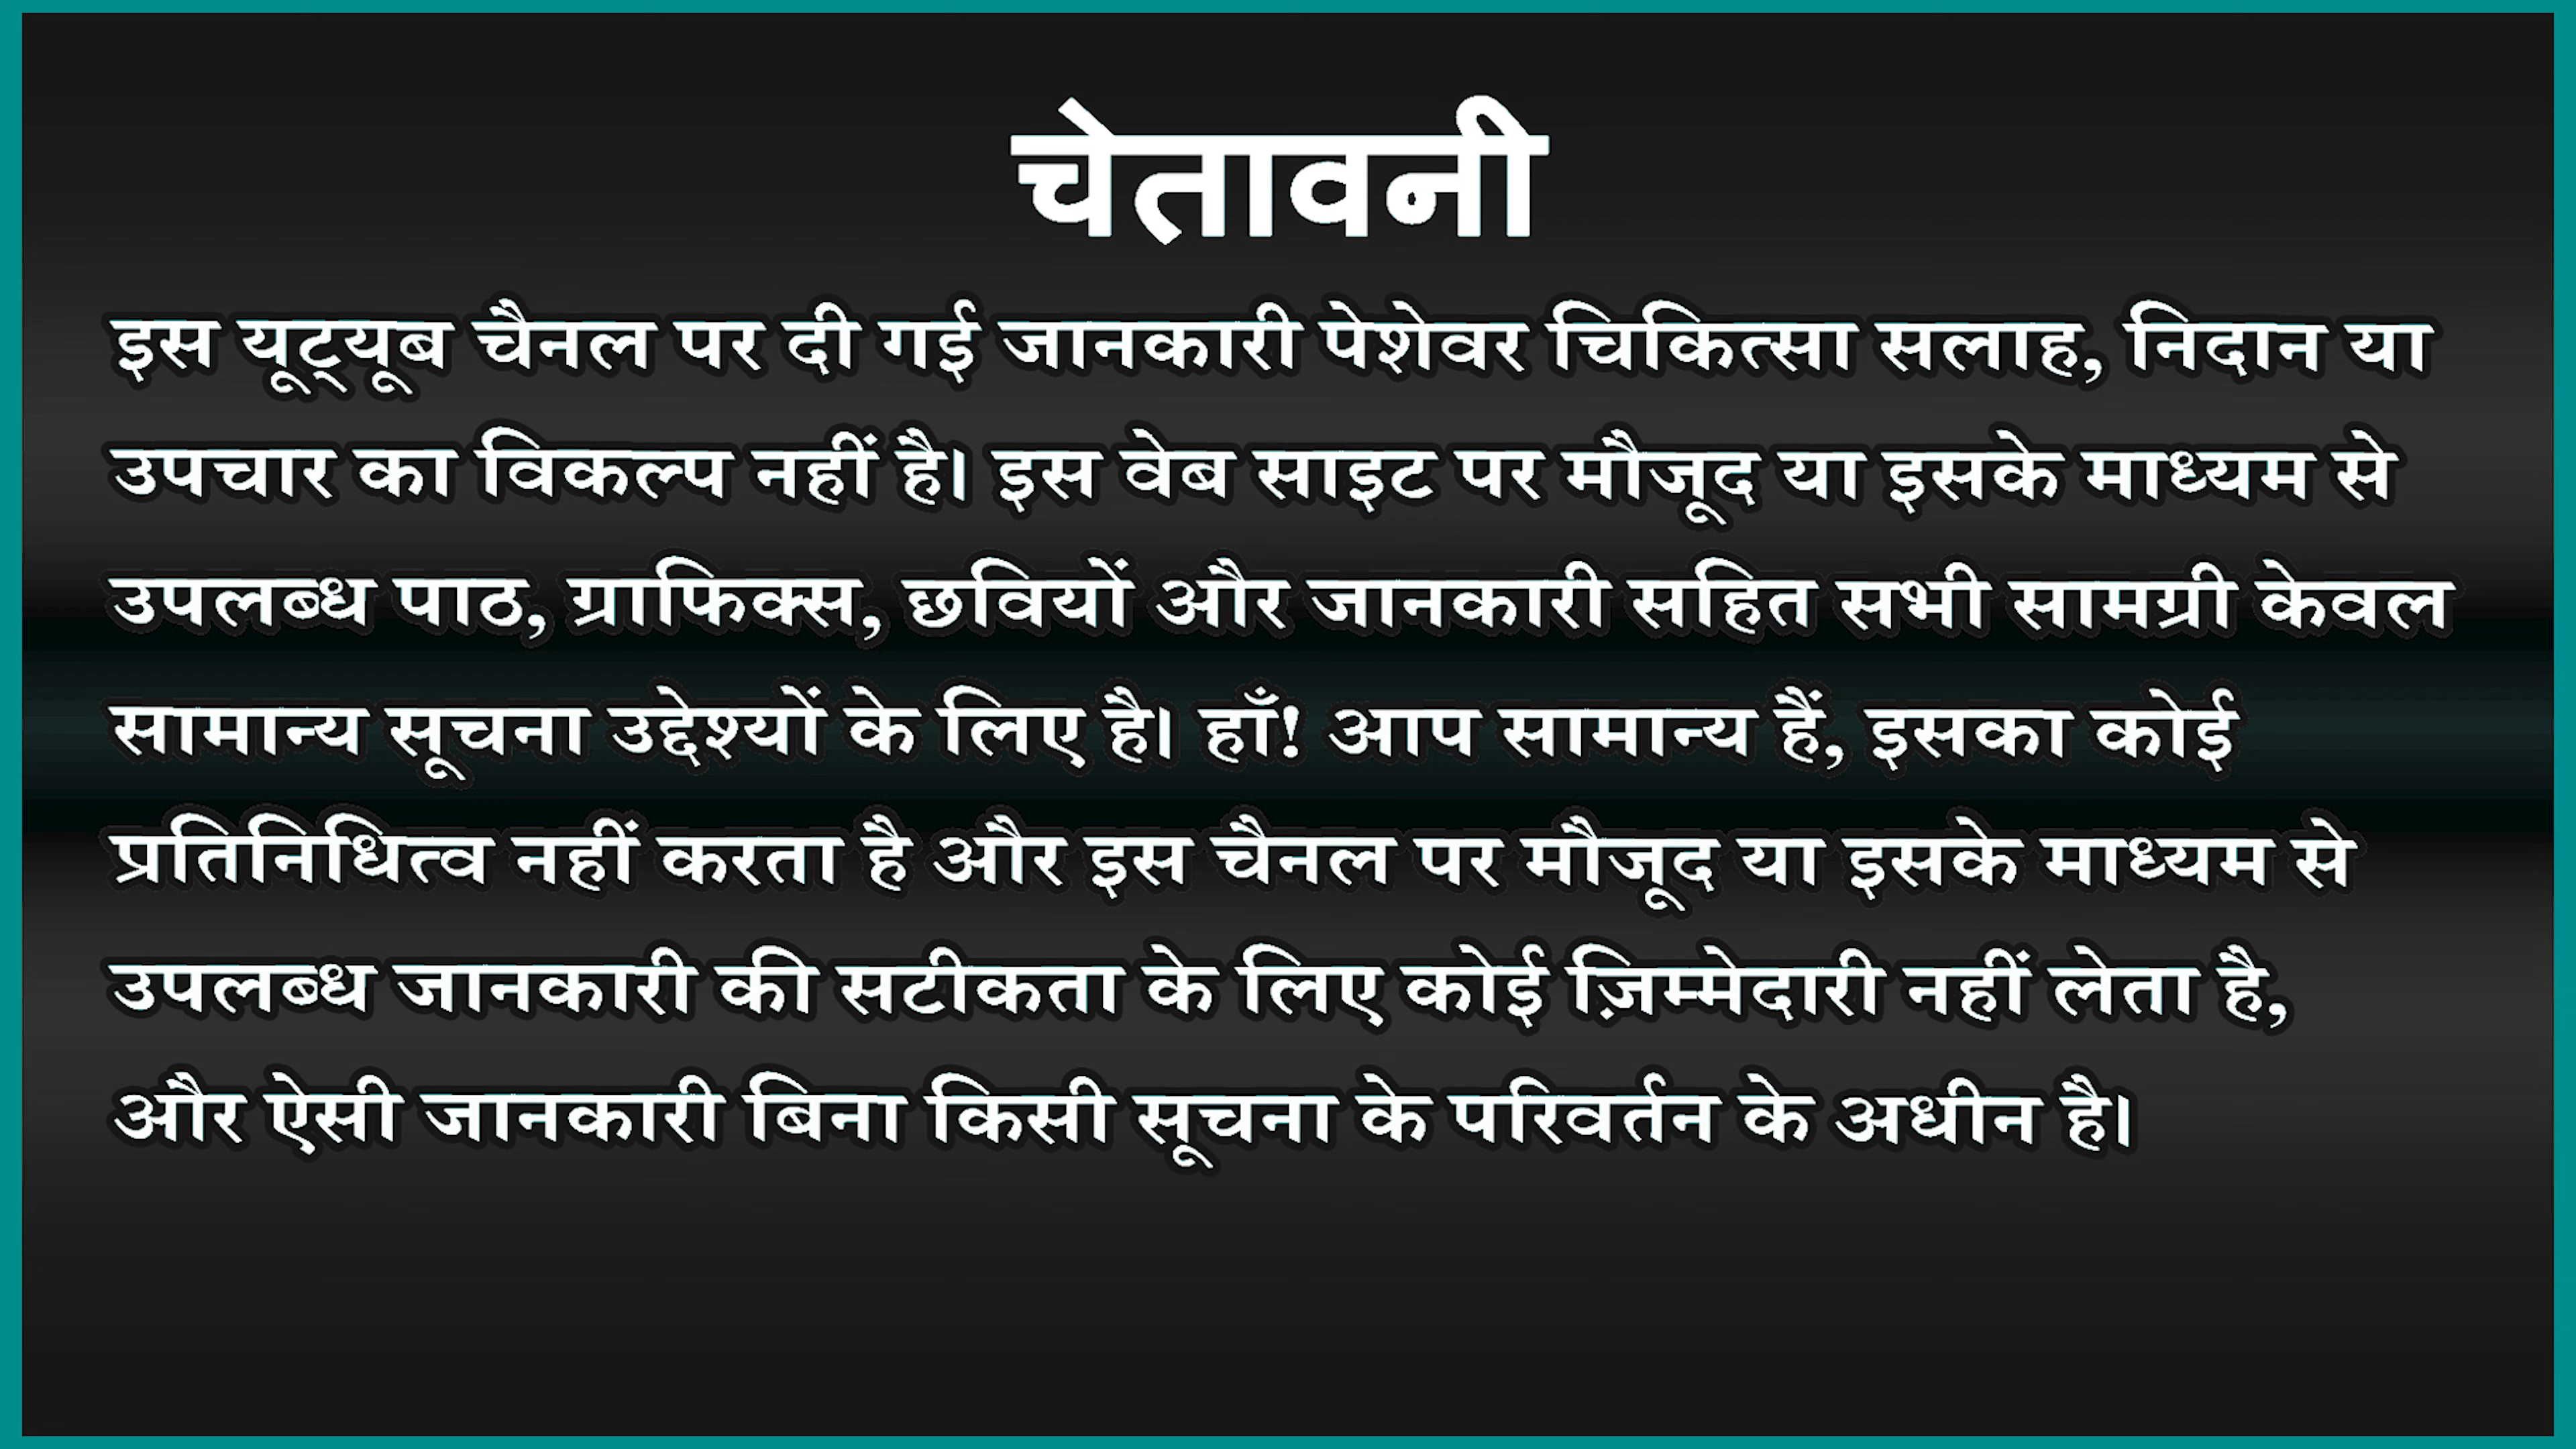 चेतावनी
इस यूट्यूब चैनल पर दी गई जानकारी पेशेवर चिकित्सा सलाह, निदान या
उपचार का विकल्प नहीं है। इस वेब साइट पर मौजूद या इसके माध्यम से
उपलब्ध पाठ, ग्राफिक्स, छवियों और जानकारी सहित सभी सामग्री केवल
सामान्य सूचना उद्देश्यों के लिए है। हाँ! आप सामान्य हैं, इसका कोई
प्रतिनिधित्व नहीं करता है और इस चैनल पर मौजूद या इसके माध्यम से
उपलब्ध जानकारी की सटीकता के लिए कोई ज़िम्मेदारी नहीं लेता है,
और ऐसी जानकारी बिना किसी सूचना के परिवर्तन के अधीन है।